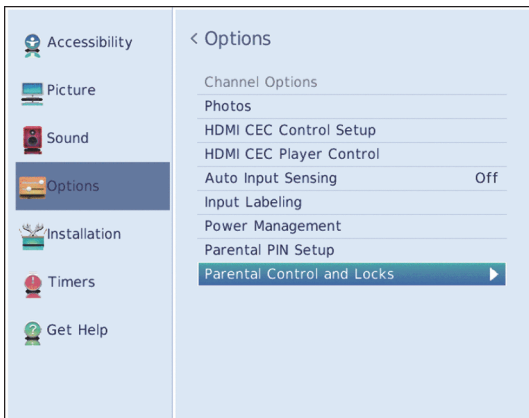 Accessibility
Picture
Sound
Options
Installation
Timers
Get Help
< Options
Channel Options
Photos
HDMI CEC Control Setup
HDMI CEC Player Control
Auto Input Sensing Off
Input Labeling
Power Management
Parental PIN Setup
Parental Control and Locks